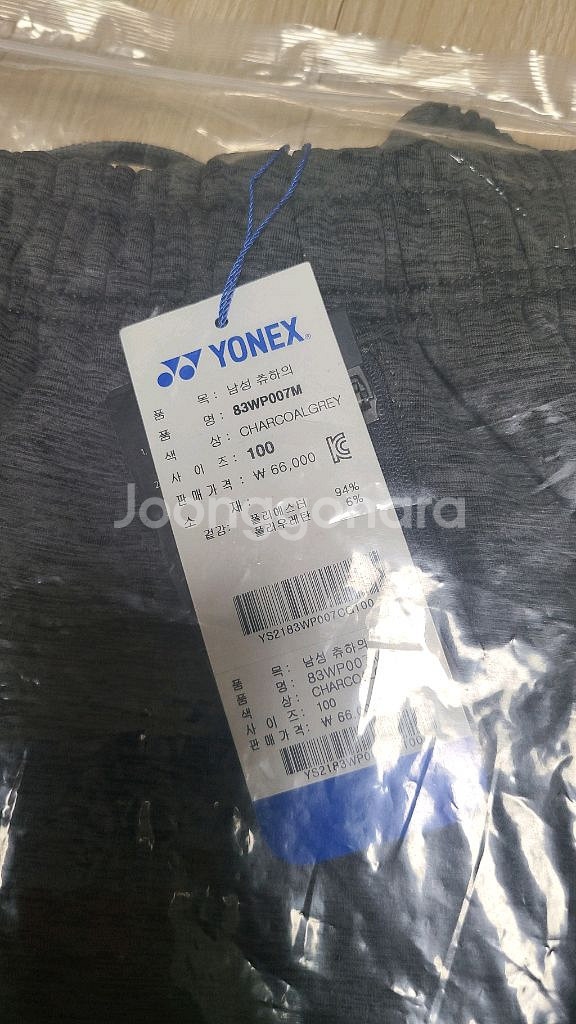 YONEX®
품 목 : 남성 츄하의
품 명 : 83WP007M
색 상 : CHARCOALGREY
사 이 즈 : 100
판매가격 : ₩ 66,000
소 재 :
겉감: 폴리에스터 94%
폴리우레탄 6%
Joonggonara
YS2183WP007CG100
품 목 : 남성 츄하의
품 명 : 83WP007
색 상 :
사 이 즈 : 100
판매가격 : ₩ 66,
100